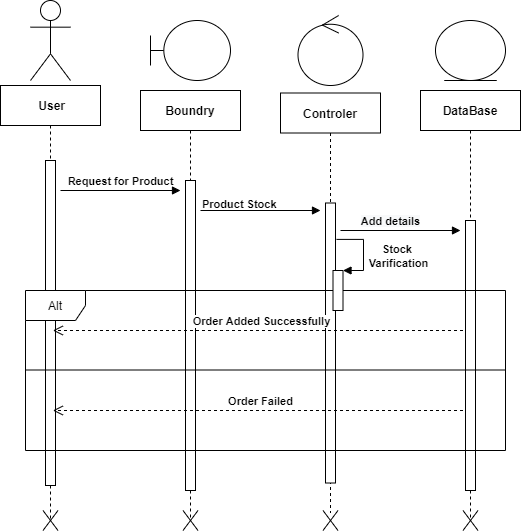 User
Boundry
Controler
DataBase
Request for Product
Product Stock
Add details
Stock
Varification
Alt
Order Added Successfully
Order Failed